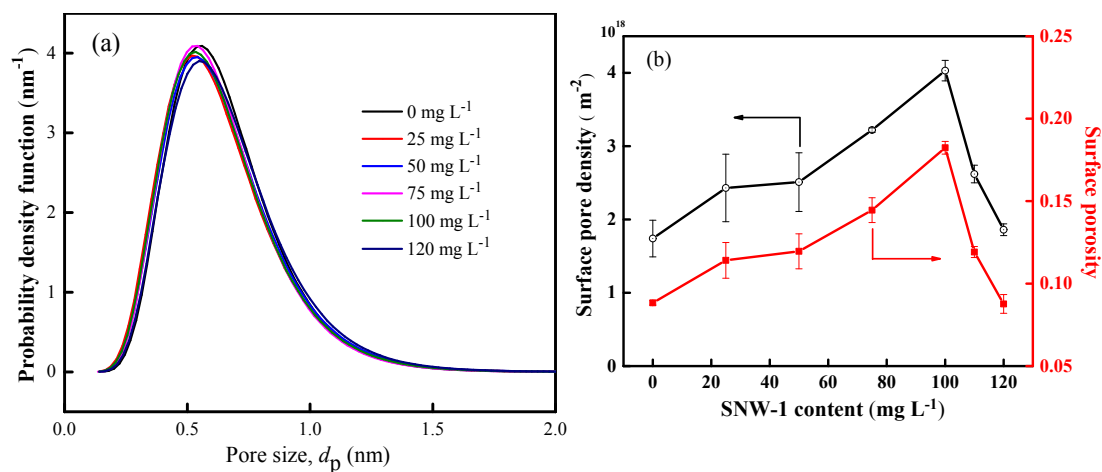 (a)
Probability density function (nm⁻¹)
4
3
2
1
0
0 mg L⁻¹
25 mg L⁻¹
50 mg L⁻¹
75 mg L⁻¹
100 mg L⁻¹
120 mg L⁻¹
0.0 0.5 1.0 1.5 2.0
Pore size, dₚ (nm)
(b)
Surface pore density (m⁻²)
10¹⁸
4
3
2
1
0
0 20 40 60 80 100 120
SNW-1 content (mg L⁻¹)
0.25
0.20
0.15
0.10
0.05
Surface porosity